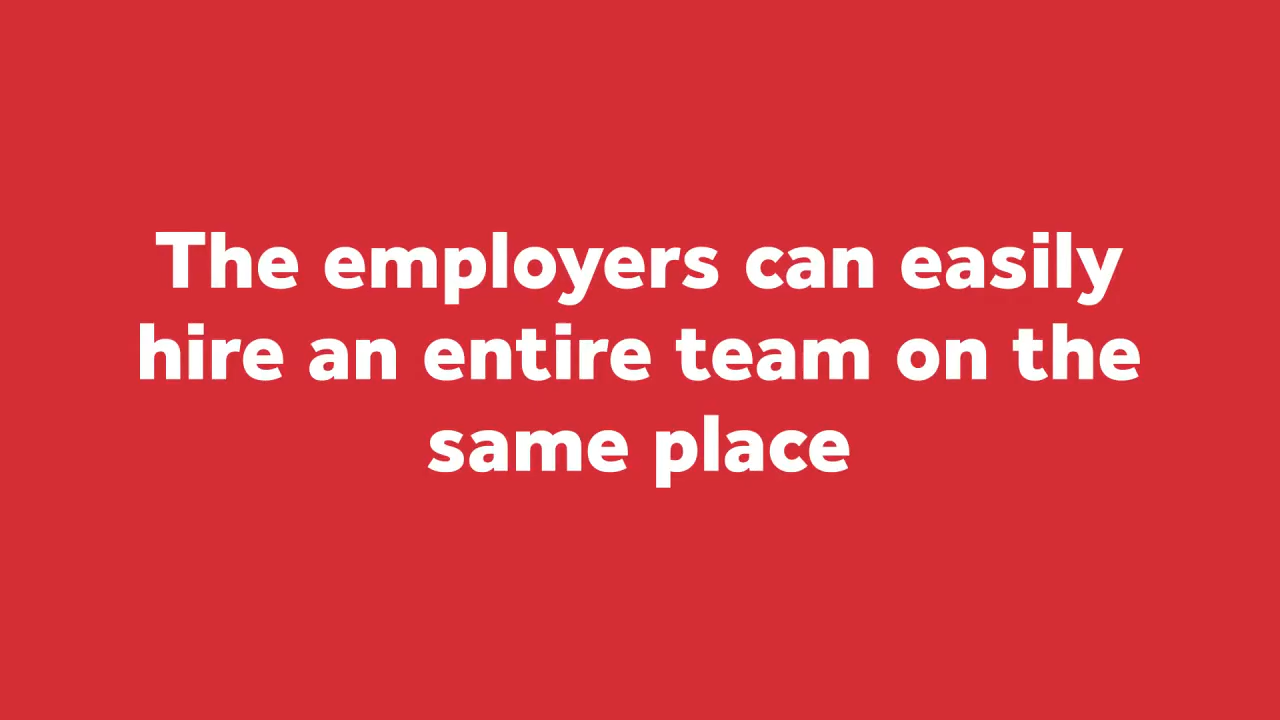 The employers can easily
hire an entire team on the
same place